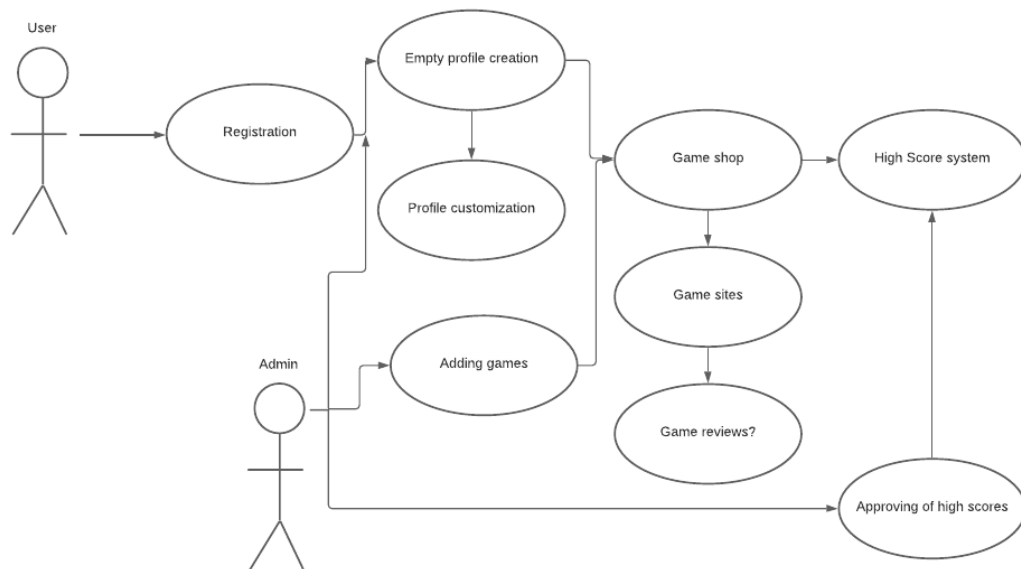 User
Empty profile creation
Registration
Game shop
High Score system
Profile customization
Game sites
Admin
Adding games
Game reviews?
Approving of high scores